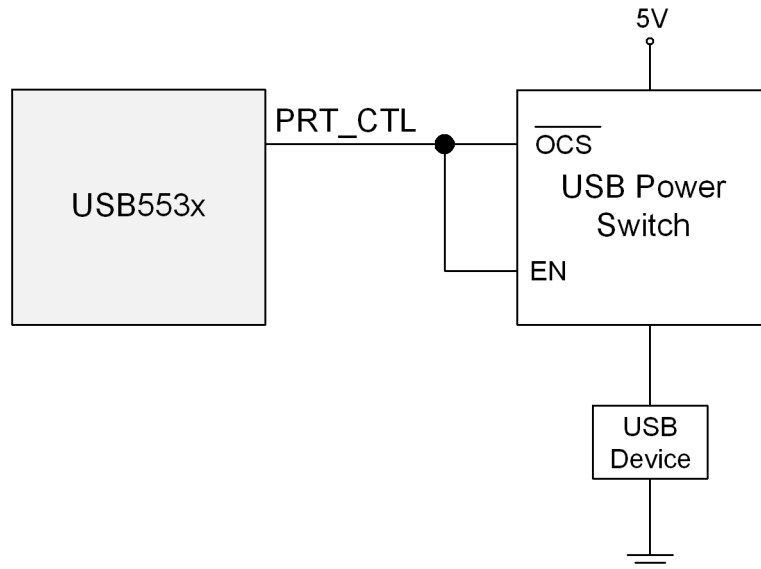 5V
PRT_CTL
OCS
USB553x
USB Power
Switch
EN
USB
Device